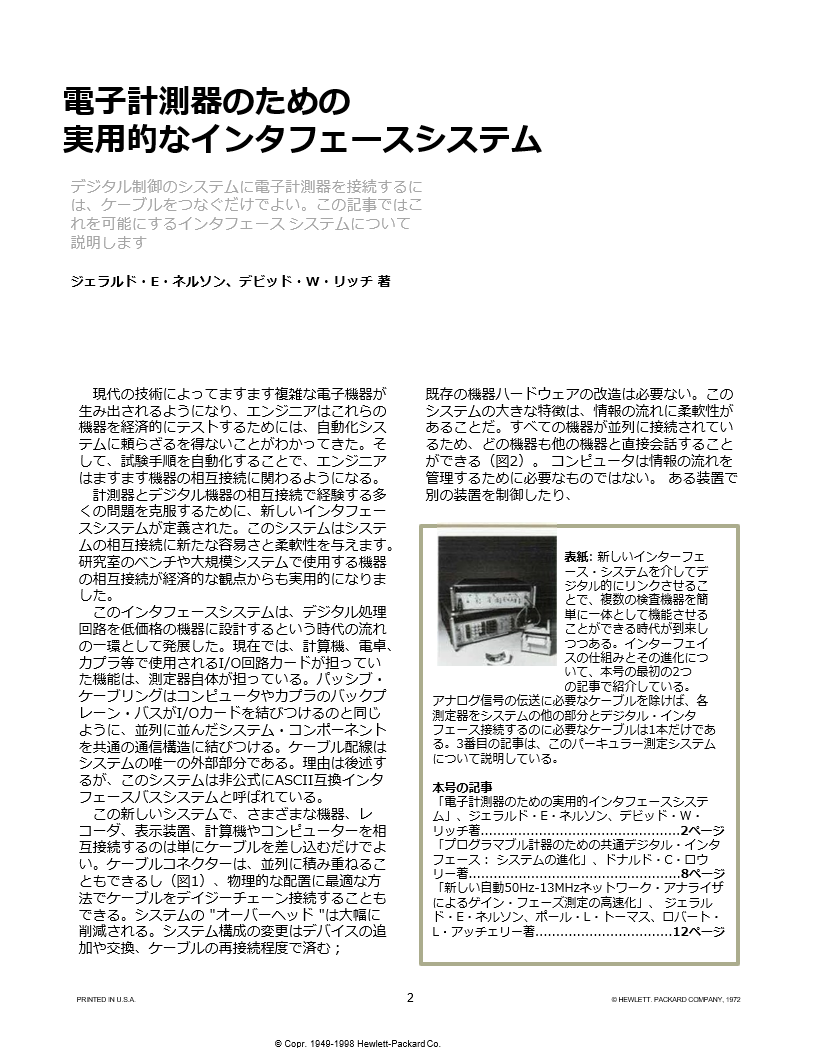 電子計測器のための
実用的なインタフェースシステム
デジタル制御のシステムに電子計測器を接続するに
は、ケーブルをつなぐだけでよい。この記事ではこ
れを可能にするインタフェース システムについて
説明します
ジェラルド・E・ネルソン、デビッド・W・リッチ 著
現代の技術によってますます複雑な電子機器が
生み出されるようになり、エンジニアはこれらの
機器を経済的にテストするためには、自動化シス
テムに頼らざるを得ないことがわかってきた。そ
して、試験手順を自動化することで、エンジニア
はますます機器の相互接続に関わるようになる。
計測器とデジタル機器の相互接続で経験する多
くの問題を克服するために、新しいインタフェー
スシステムが定義された。このシステムはシステ
ムの相互接続に新たな容易さと柔軟性を与えます。
研究室のベンチや大規模システムで使用する機器
の相互接続が経済的な観点からも実用的になりま
した。
このインタフェースシステムは、デジタル処理
回路を低価格の機器に設計するという時代の流れ
の一環として発展した。現在では、計算機、電卓、
カプラ等で使用されるI/O回路カードが担ってい
た機能は、測定器自体が担っている。パッシブ・
ケーブリングはコンピュータやカプラのバックプ
レーン・バスがI/Oカードを結びつけるのと同じ
ように、並列に並んだシステム・コンポーネント
を共通の通信構造に結びつける。ケーブル配線は
システムの唯一の外部部分である。理由は後述す
るが、このシステムは非公式にASCII互換インタ
フェースバスシステムと呼ばれている。
この新しいシステムで、さまざまな機器、レ
コーダ、表示装置、計算機やコンピューターを相
互接続するのは単にケーブルを差し込むだけでよ
い。ケーブルコネクターは、並列に積み重ねるこ
ともできるし（図1）、物理的な配置に最適な方
法でケーブルをデイジーチェーン接続することも
できる。システムの "オーバーヘッド "は大幅に
削減される。システム構成の変更はデバイスの追
加や交換、ケーブルの再接続程度で済む；
既存の機器ハードウェアの改造は必要ない。この
システムの大きな特徴は、情報の流れに柔軟性が
あることだ。すべての機器が並列に接続されてい
るため、どの機器も他の機器と直接会話すること
ができる（図2）。 コンピュータは情報の流れを
管理するために必要なものではない。 ある装置で
別の装置を制御したり、
表紙: 新しいインターフェ
ース・システムを介してデ
ジタル的にリンクさせるこ
とで、複数の検査機器を簡
単に一体として機能させる
ことができる時代が到来し
つつある。インターフェイ
スの仕組みとその進化につ
いて、本号の最初の2つ
の記事で紹介している。
アナログ信号の伝送に必要なケーブルを除けば、各
測定器をシステムの他の部分とデジタル・インタ
フェース接続するのに必要なケーブルは1本だけであ
る。3番目の記事は、このパーキュラー測定システム
について説明している。
本号の記事
「電子計測器のための実用的インタフェースシステ
ム」、ジェラルド・E・ネルソン、デビッド・W・
リッチ著................................................2ページ
「プログラマブル計器のための共通デジタル・インタ
フェース： システムの進化」、ドナルド・C・ロウ
リー著...................................................8ページ
「新しい自動50Hz-13MHzネットワーク・アナライザ
によるゲイン・フェーズ測定の高速化」、 ジェラル
ド・E・ネルソン、ポール・L・トーマス、ロバート・
L・アッチェリー著.................................12ページ
PRINTED IN U.S.A.
2
© HEWLETT. PACKARD COMPANY, 1972
© Copr. 1949-1998 Hewlett-Packard Co.